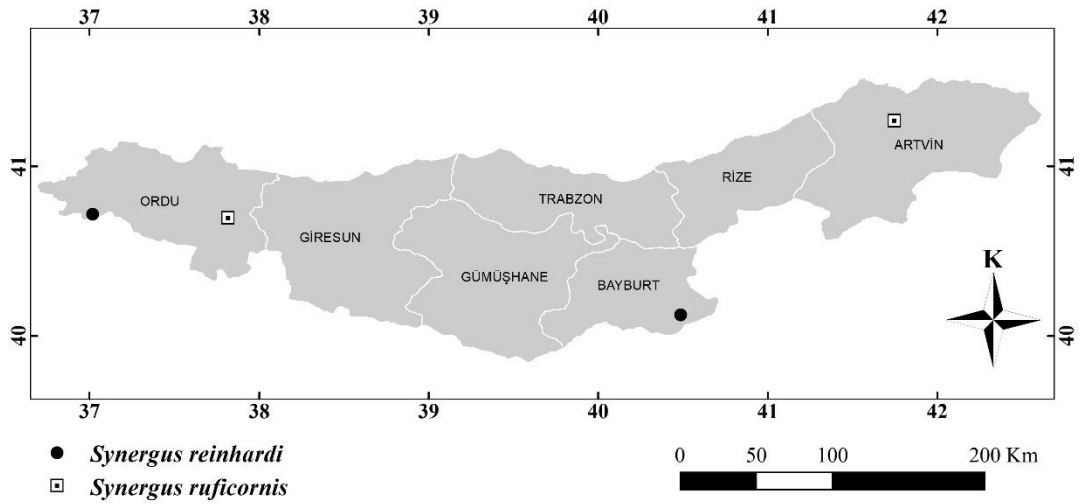 37 38 39 40 41 42
41 41
ARTVİN
RİZE
ORDU
TRABZON
GİRESUN
GÜMÜŞHANE
BAYBURT
K
40 40
37 38 39 40 41 42
Synergus reinhardi
Synergus ruficornis
0 50 100 200 Km